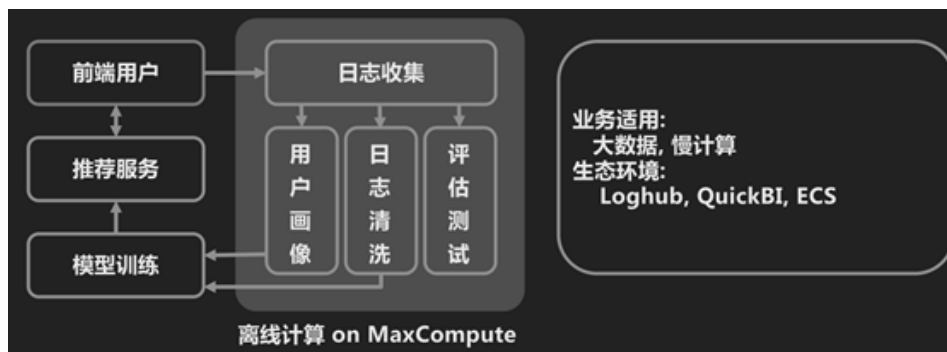 前端用户
日志收集
推荐服务
用户画像
日志清洗
评估测试
模型训练
离线计算 on MaxCompute
业务适用:
大数据, 慢计算
生态环境:
Loghub, QuickBI, ECS